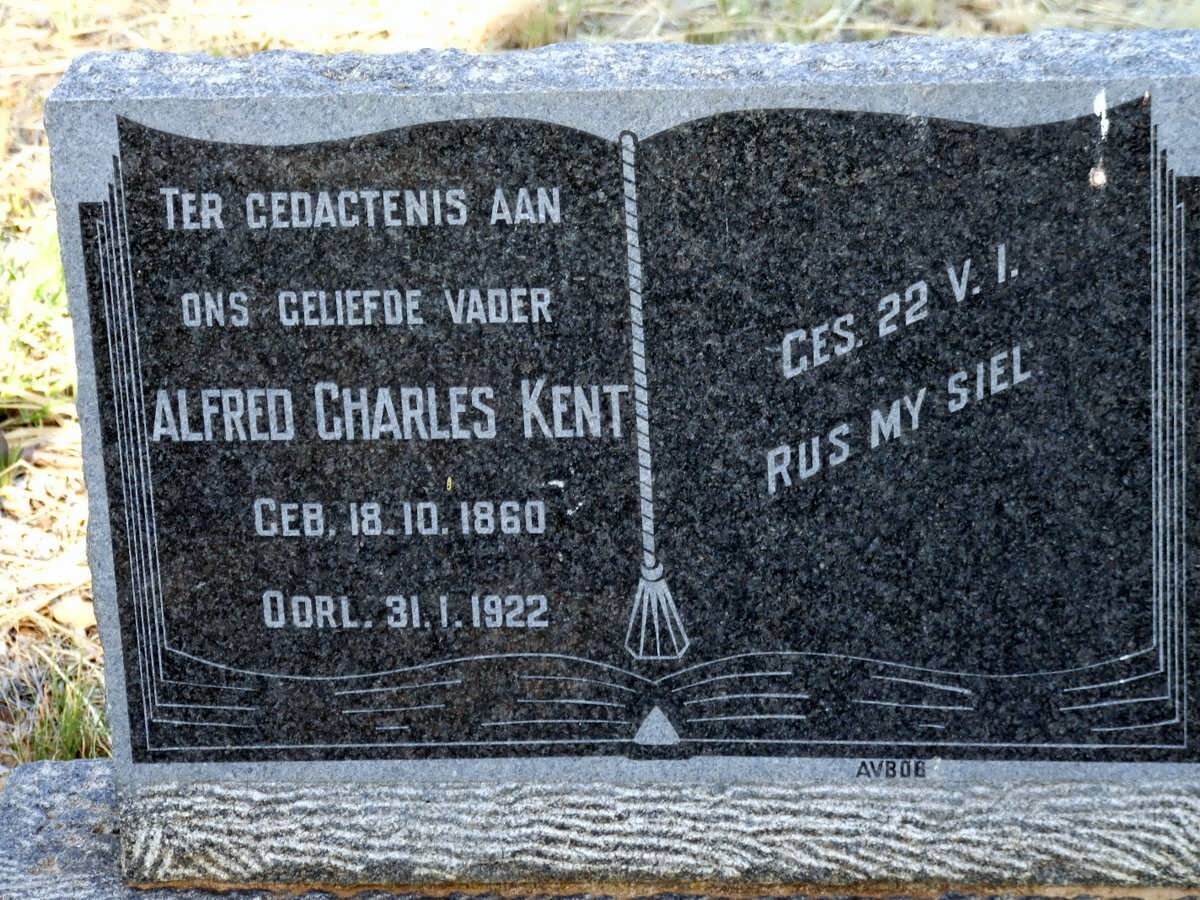 TER GEDACTENIS AAN
ONS GELIEFDE VADER
ALFRED CHARLES KENT
GEB. 18.10.1860
OORL. 31.1.1922
GES. 22 V. 1.
RUS MY SIEL
AVBOB